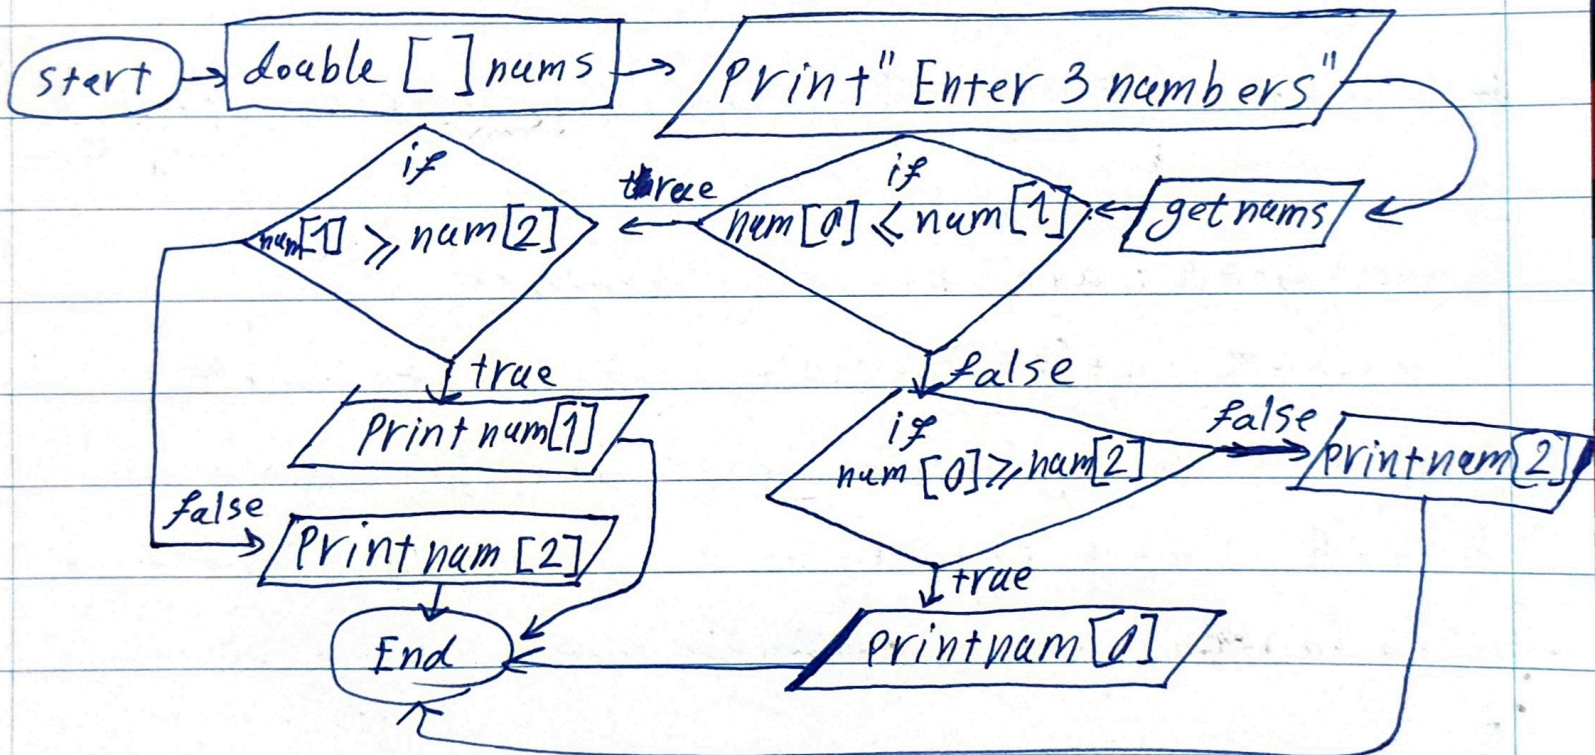 start
double [ ] nums
Print "Enter 3 numbers"
get nums
if
num[0] ≤ num[1]
true
if
num[1] ≥ num[2]
true
Print num[1]
false
Print num [2]
false
if
num [0] ≥ num[2]
false
print num [2]
true
print num [0]
End